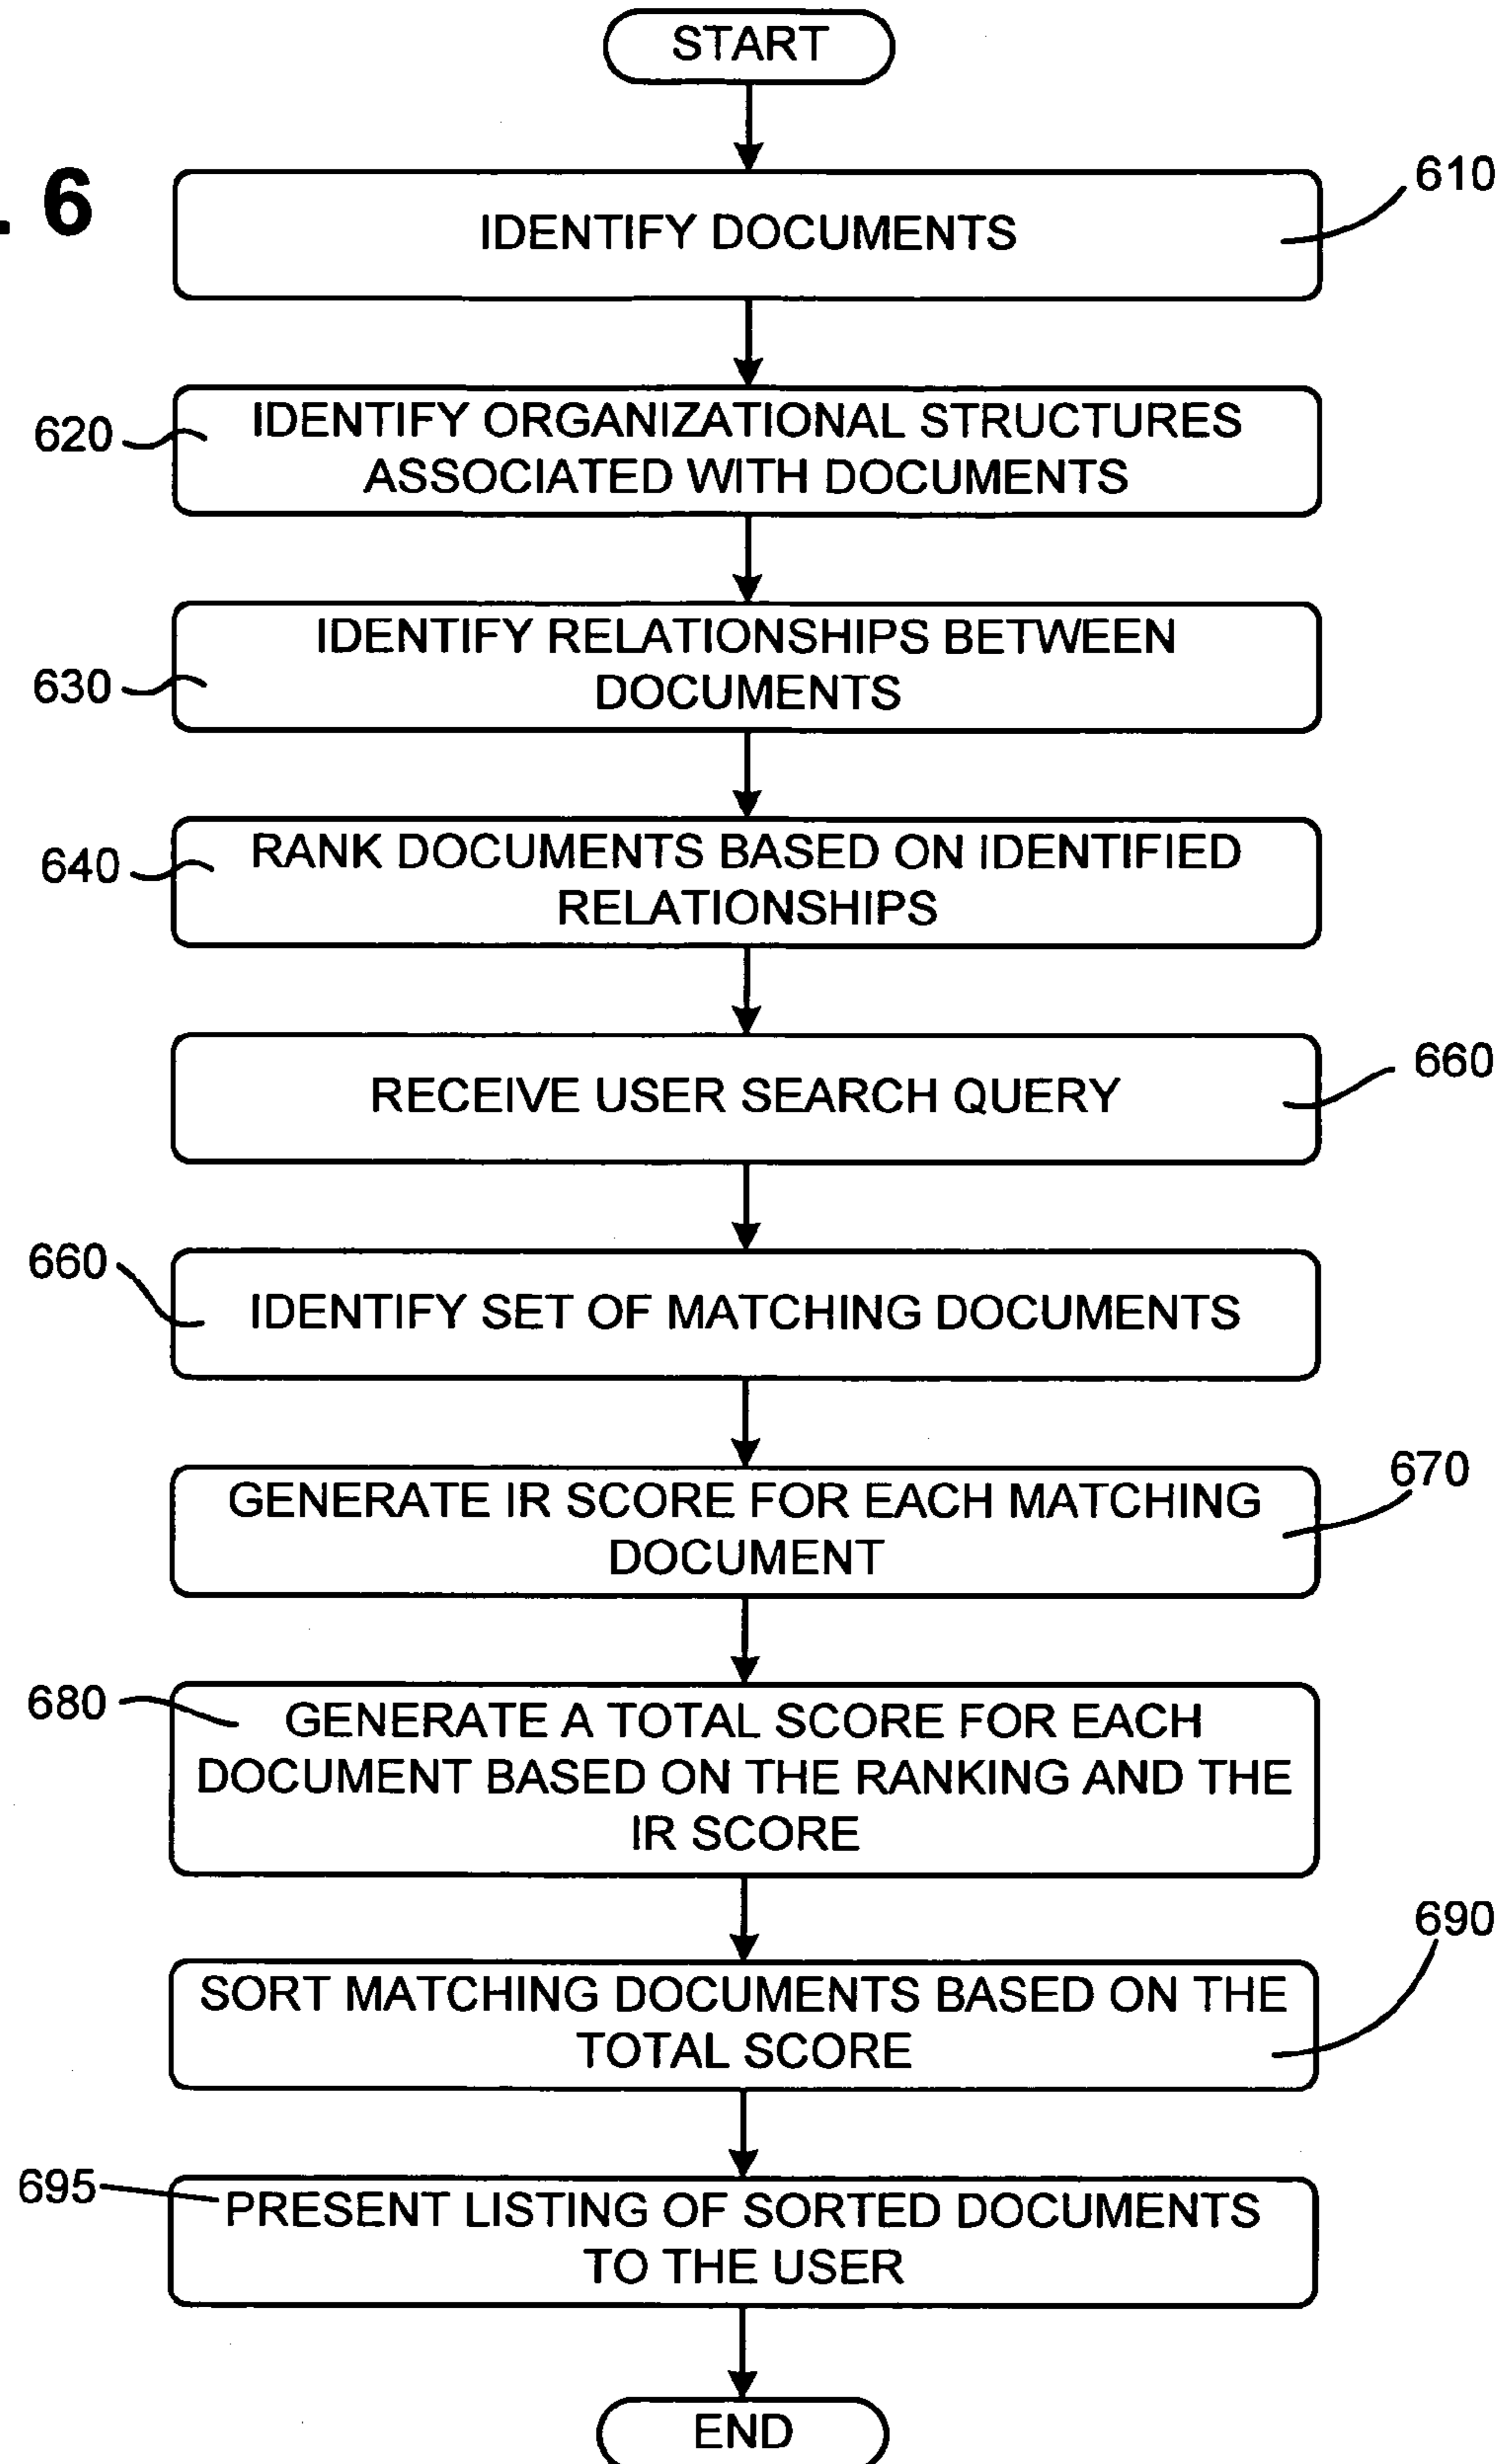 START
. 6
610
IDENTIFY DOCUMENTS
620
IDENTIFY ORGANIZATIONAL STRUCTURES
ASSOCIATED WITH DOCUMENTS
IDENTIFY RELATIONSHIPS BETWEEN
DOCUMENTS
630
640
RANK DOCUMENTS BASED ON IDENTIFIED
RELATIONSHIPS
660
RECEIVE USER SEARCH QUERY
660
IDENTIFY SET OF MATCHING DOCUMENTS
670
GENERATE IR SCORE FOR EACH MATCHING
DOCUMENT
680
GENERATE A TOTAL SCORE FOR EACH
DOCUMENT BASED ON THE RANKING AND THE
IR SCORE
690
SORT MATCHING DOCUMENTS BASED ON THE
TOTAL SCORE
695
PRESENT LISTING OF SORTED DOCUMENTS
TO THE USER
END